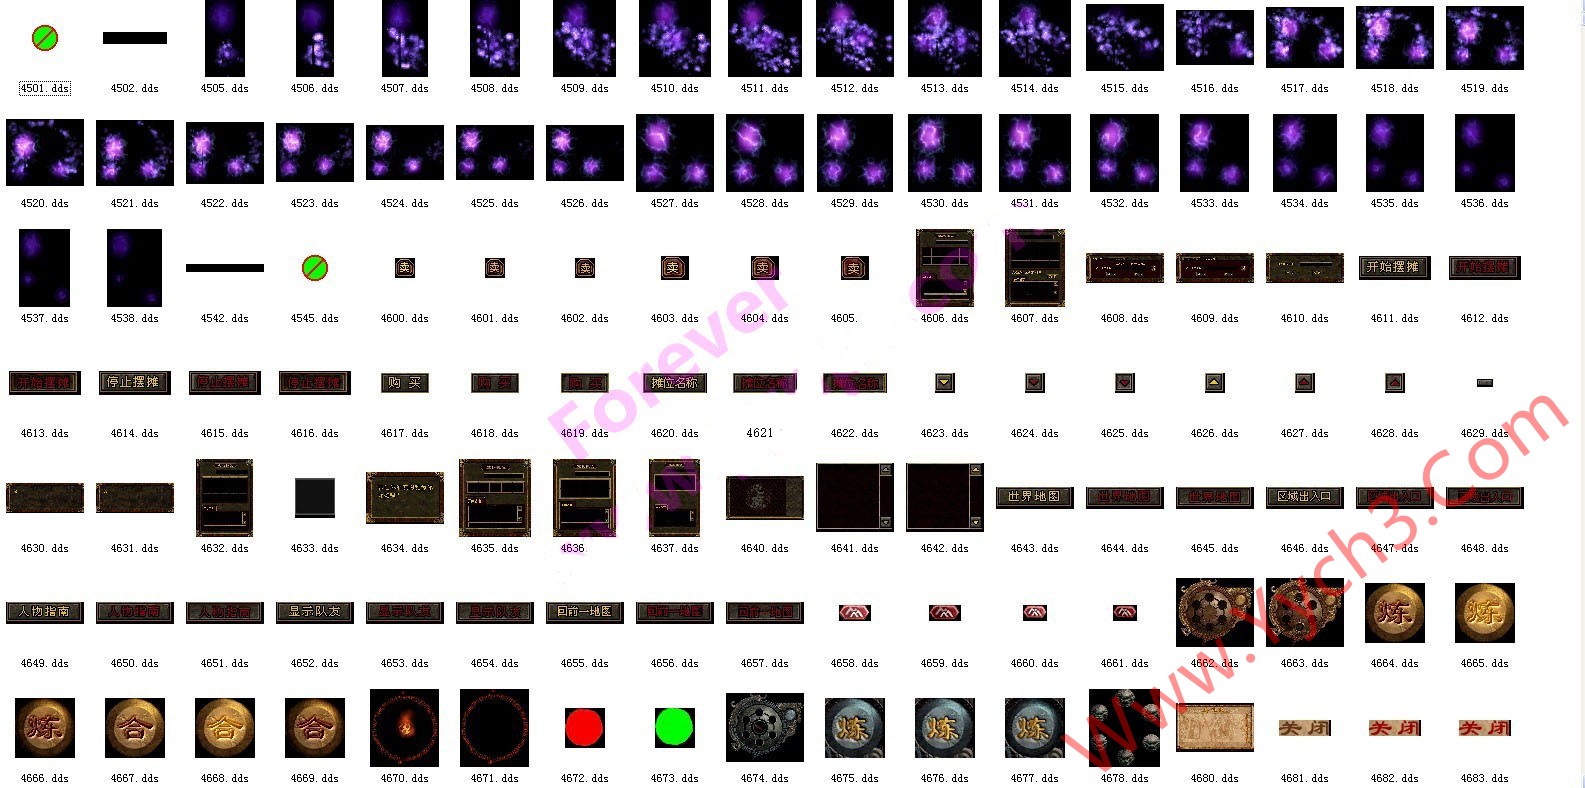 4501.dds 4502.dds 4505.dds 4506.dds 4507.dds 4508.dds 4509.dds 4510.dds 4511.dds 4512.dds 4513.dds 4514.dds 4515.dds 4516.dds 4517.dds 4518.dds 4519.dds
4520.dds 4521.dds 4522.dds 4523.dds 4524.dds 4525.dds 4526.dds 4527.dds 4528.dds 4529.dds 4530.dds 4531.dds 4532.dds 4533.dds 4534.dds 4535.dds 4536.dds
卖 卖 卖 卖 卖 卖 开始摆摊 开始摆摊
4537.dds 4538.dds 4542.dds 4545.dds 4600.dds 4601.dds 4602.dds 4603.dds 4604.dds 4605. 4606.dds 4607.dds 4608.dds 4609.dds 4610.dds 4611.dds 4612.dds
开始摆摊 停止摆摊 停止摆摊 停止摆摊 购买 购买 购买 摊位名称 摊位名称 摊位名称
4613.dds 4614.dds 4615.dds 4616.dds 4617.dds 4618.dds 4619.dds 4620.dds 4621 4622.dds 4623.dds 4624.dds 4625.dds 4626.dds 4627.dds 4628.dds 4629.dds
世界地图 世界地图 世界地图 区域出入口 区域出入口 区域出入口
4630.dds 4631.dds 4632.dds 4633.dds 4634.dds 4635.dds 4636. 4637.dds 4640.dds 4641.dds 4642.dds 4643.dds 4644.dds 4645.dds 4646.dds 4647.dds 4648.dds
人物指南 人物指南 人物指南 显示队友 显示队友 显示队友 回前一地图 回前一地图 回前一地图 炼 炼
4649.dds 4650.dds 4651.dds 4652.dds 4653.dds 4654.dds 4655.dds 4656.dds 4657.dds 4658.dds 4659.dds 4660.dds 4661.dds 4662.dds 4663.dds 4664.dds 4665.dds
炼 合 合 合 炼 炼 炼 关闭 关闭 关闭
4666.dds 4667.dds 4668.dds 4669.dds 4670.dds 4671.dds 4672.dds 4673.dds 4674.dds 4675.dds 4676.dds 4677.dds 4678.dds 4680.dds 4681.dds 4682.dds 4683.dds
Forever
www.Yych3.Com